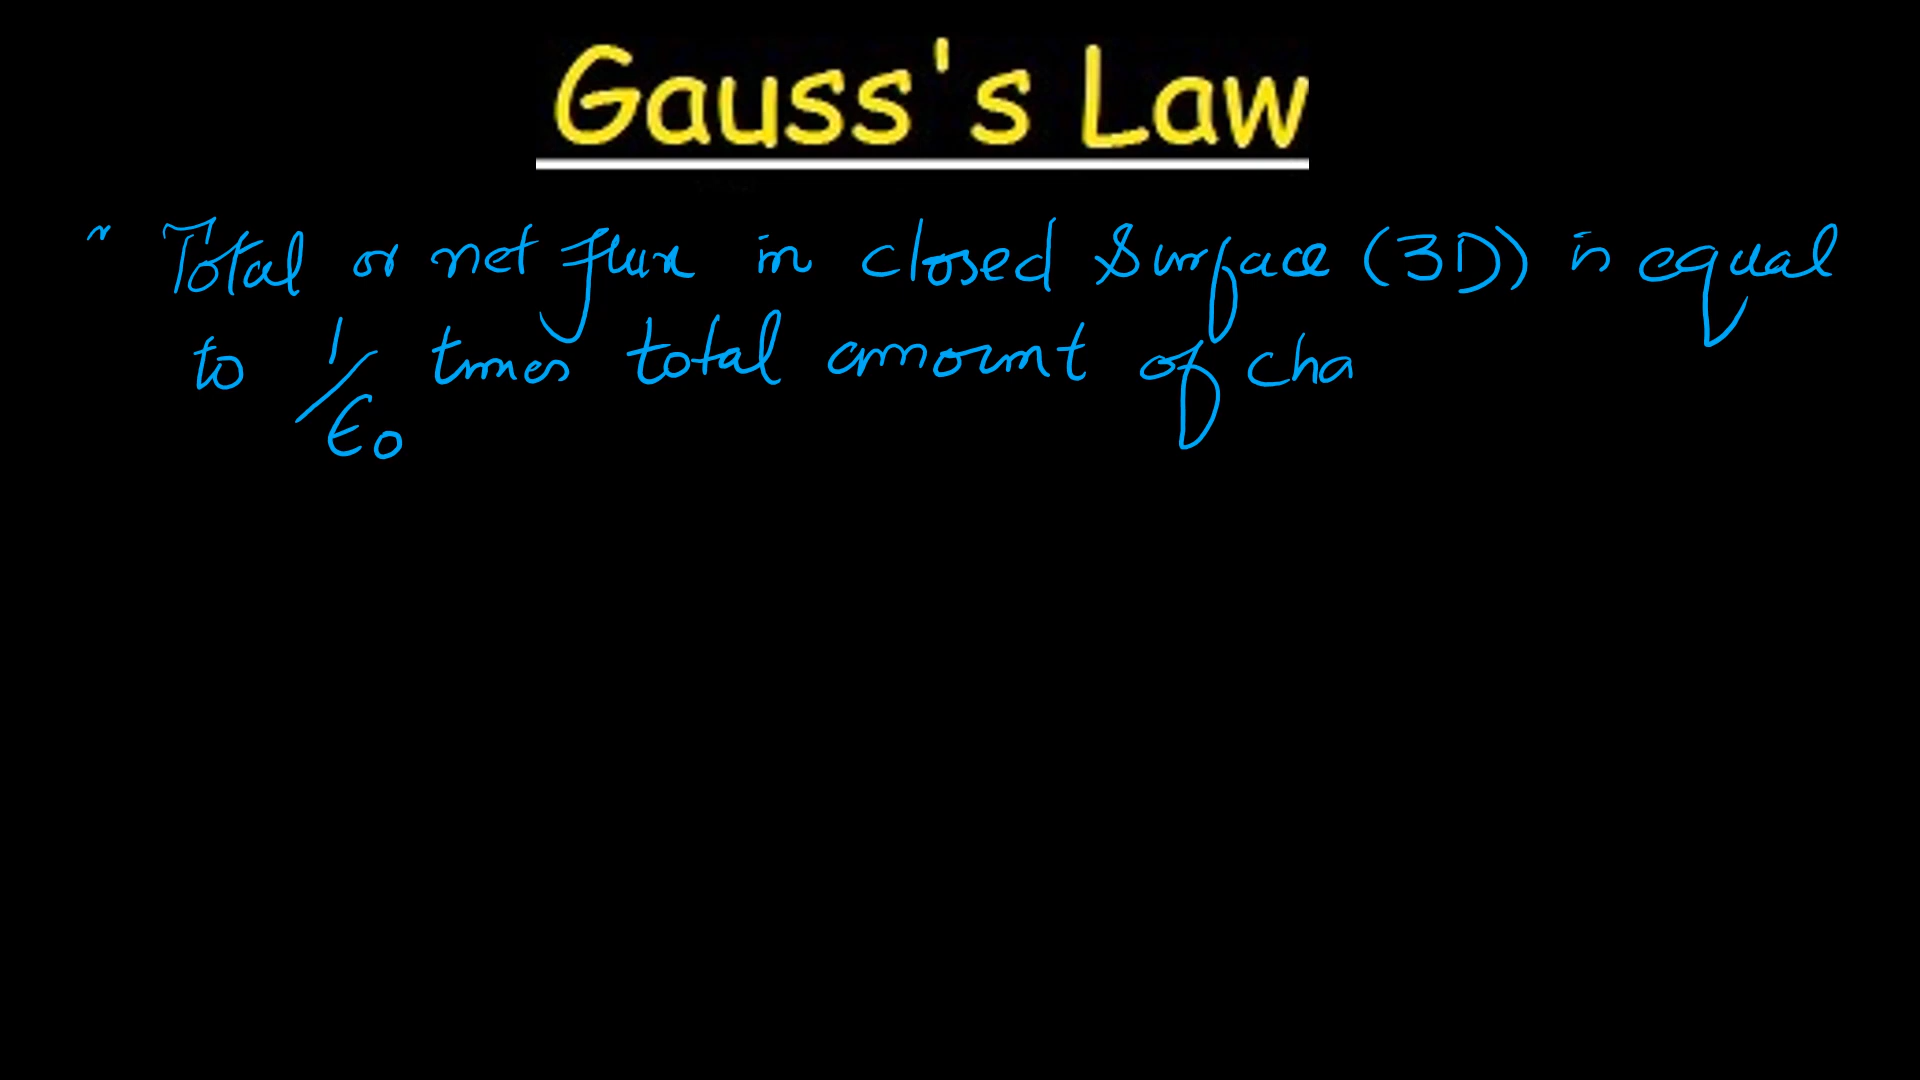 Gauss's Law
" Total or net flux in closed Surface (3D) is equal
to 1/ϵ0 times total amount of cha